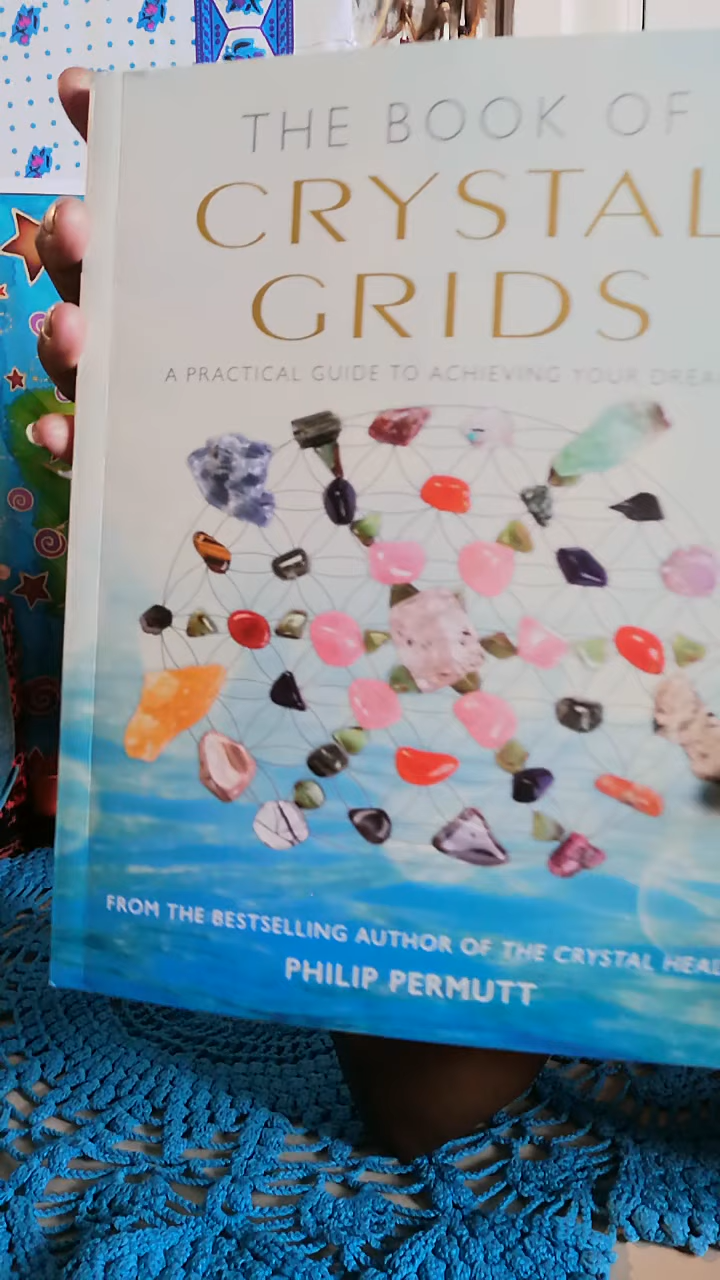 THE BOOK OF
CRYSTAL
GRIDS
A PRACTICAL GUIDE TO ACHIEVING YOUR DREA
FROM THE BESTSELLING AUTHOR OF THE CRYSTAL HEAL
PHILIP PERMUTT